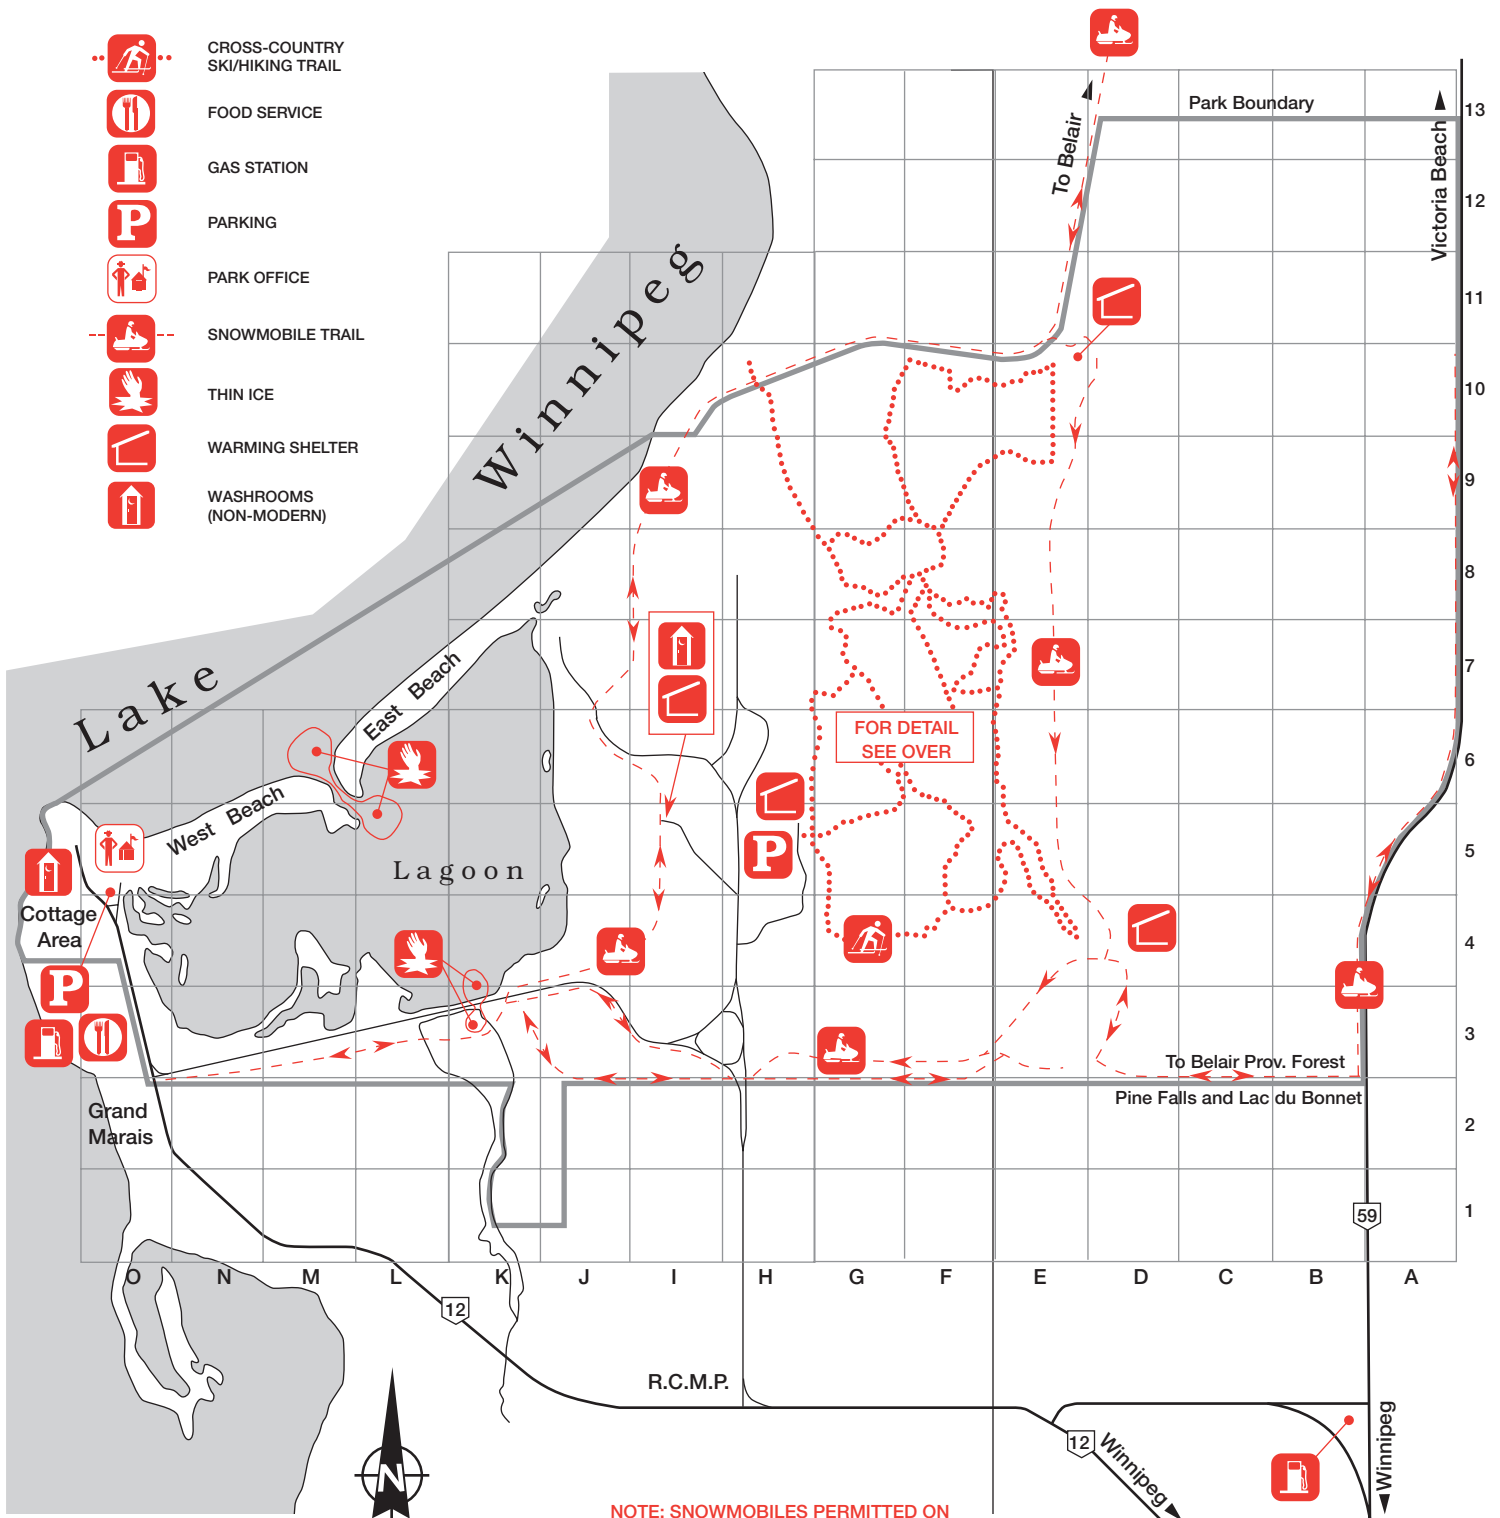 CROSS-COUNTRY
SKI/HIKING TRAIL
FOOD SERVICE
GAS STATION
P
PARKING
PARK OFFICE
SNOWMOBILE TRAIL
THIN ICE
WARMING SHELTER
WASHROOMS
(NON-MODERN)
Lake
Winnipeg
To Belair
Park Boundary
Victoria Beach
13
12
11
10
9
8
7
6
5
4
3
2
1
East Beach
West Beach
Lagoon
FOR DETAIL
SEE OVER
P
Cottage
Area
P
Grand
Marais
To Belair Prov. Forest
Pine Falls and Lac du Bonnet
59
O
N
M
L
K
J
I
H
G
F
E
D
C
B
A
12
R.C.M.P.
12
Winnipeg
Winnipeg
N
NOTE: SNOWMOBILES PERMITTED ON